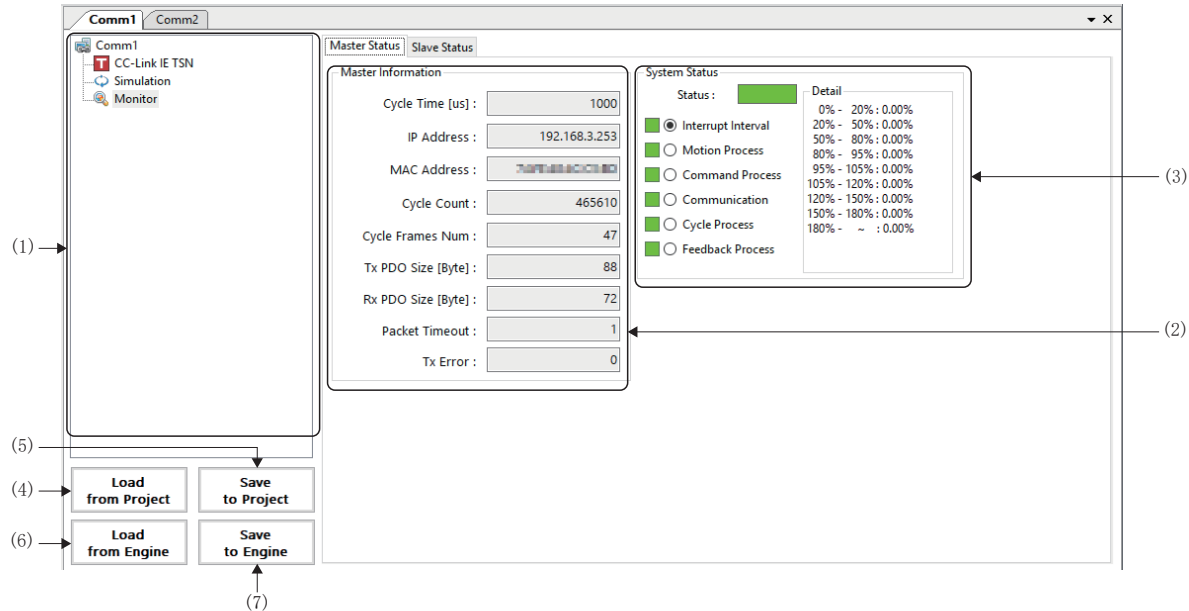 Comm1 Comm2
Comm1
CC-Link IE TSN
Simulation
Monitor
Master Status Slave Status
Master Information
Cycle Time [us] : 1000
IP Address : 192.168.3.253
MAC Address :
Cycle Count : 465610
Cycle Frames Num : 47
Tx PDO Size [Byte] : 88
Rx PDO Size [Byte] : 72
Packet Timeout : 1
Tx Error : 0
System Status
Status :
Interrupt Interval
Motion Process
Command Process
Communication
Cycle Process
Feedback Process
Detail
0% - 20% : 0.00%
20% - 50% : 0.00%
50% - 80% : 0.00%
80% - 95% : 0.00%
95% - 105% : 0.00%
105% - 120% : 0.00%
120% - 150% : 0.00%
150% - 180% : 0.00%
180% - ~ : 0.00%
(1)
(2)
(3)
(4)
(5)
(6)
(7)
Load
from Project
Save
to Project
Load
from Engine
Save
to Engine